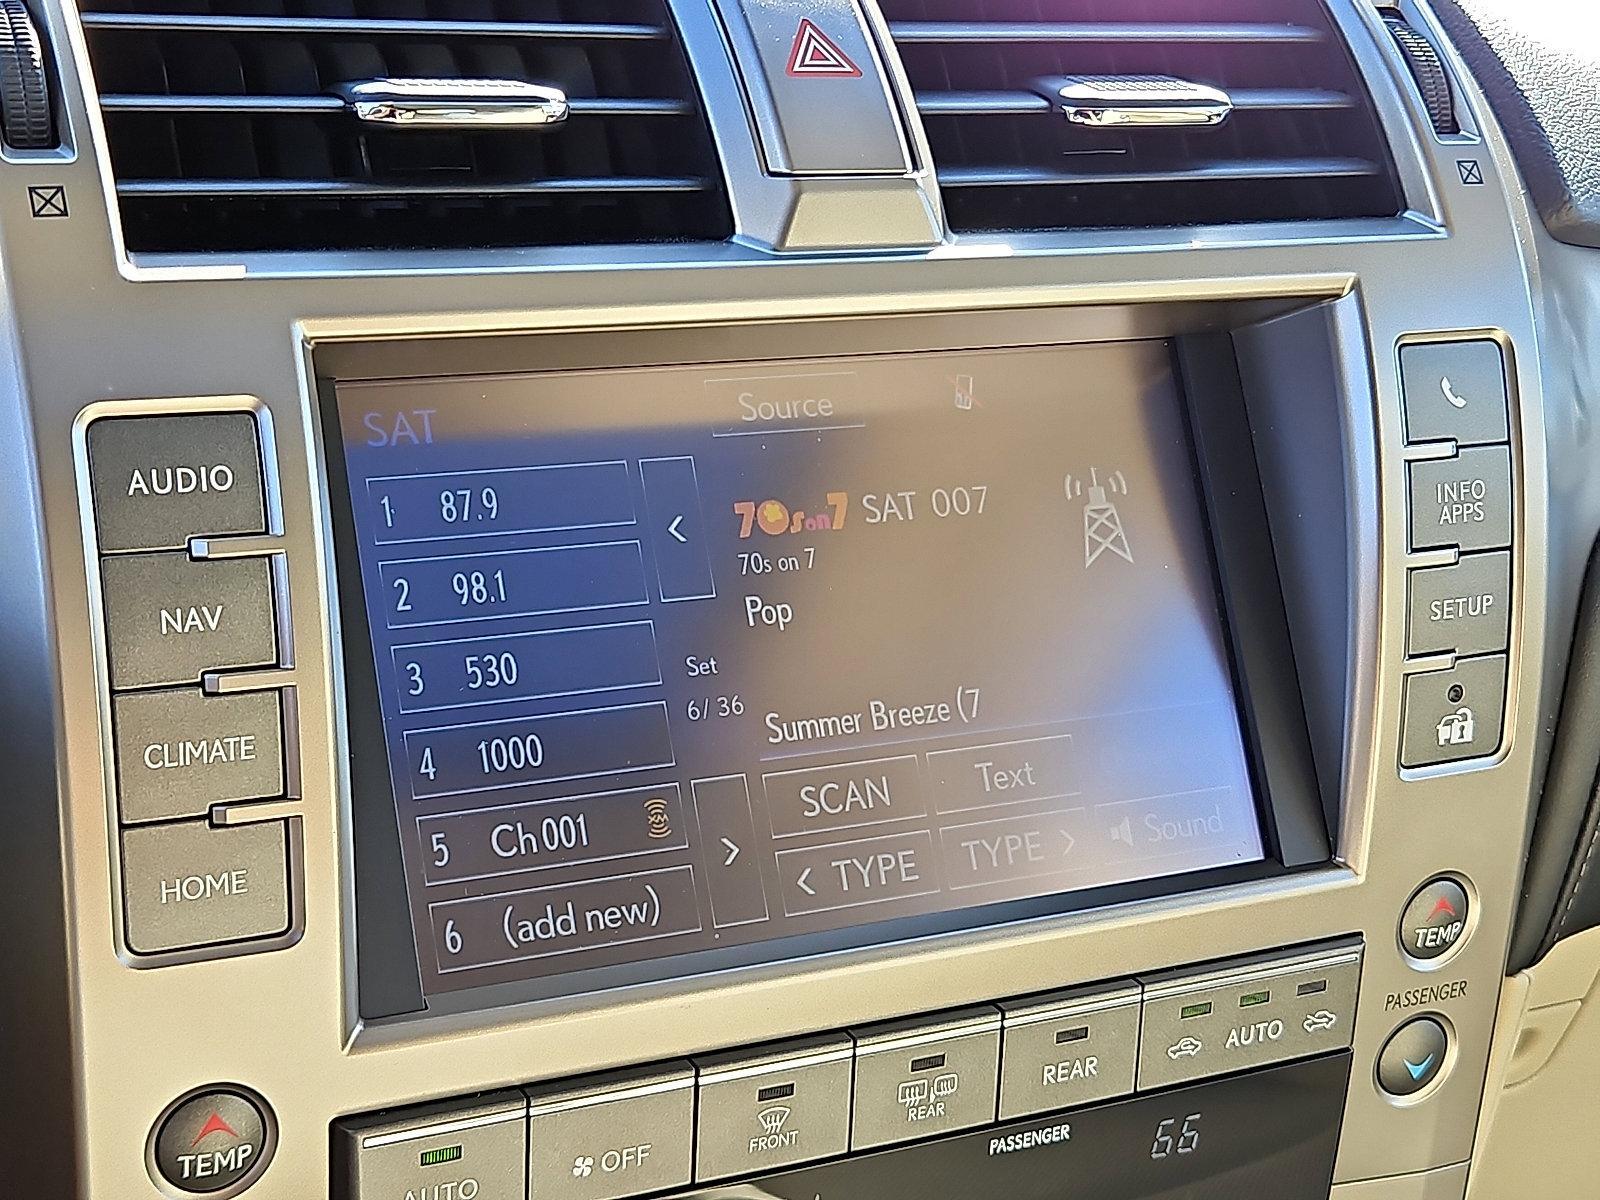 SAT
Source
1 87.9
<
70s on 7 SAT 007
70s on 7
2 98.1
Pop
3 530
Set
6/ 36
4 1000
Summer Breeze (7
5 Ch001 XM
>
SCAN
Text
6 (add new)
< TYPE
TYPE >
Sound
AUDIO
NAV
CLIMATE
HOME
INFO
APPS
SETUP
TEMP
PASSENGER
TEMP
AUTO
OFF
FRONT
REAR
REAR
AUTO
PASSENGER
66